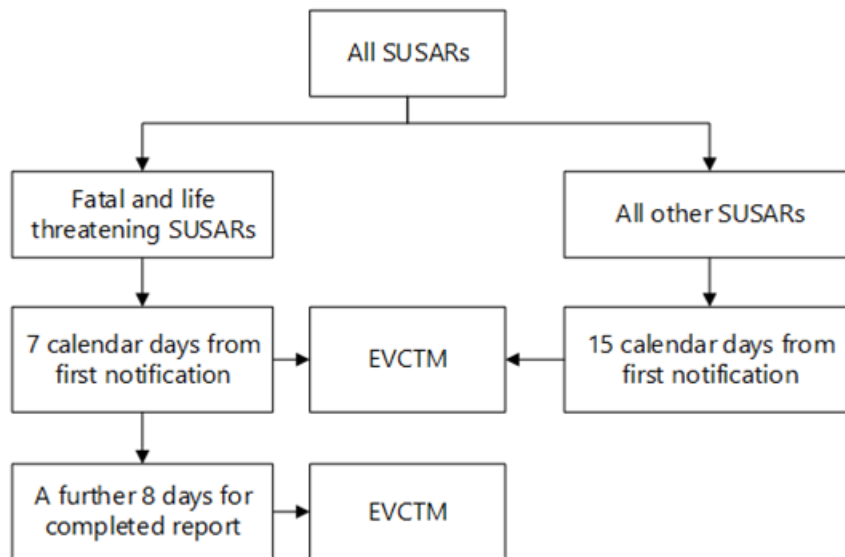 All SUSARs
Fatal and life
threatening SUSARs
All other SUSARs
7 calendar days from
first notification
EVCTM
15 calendar days from
first notification
A further 8 days for
completed report
EVCTM